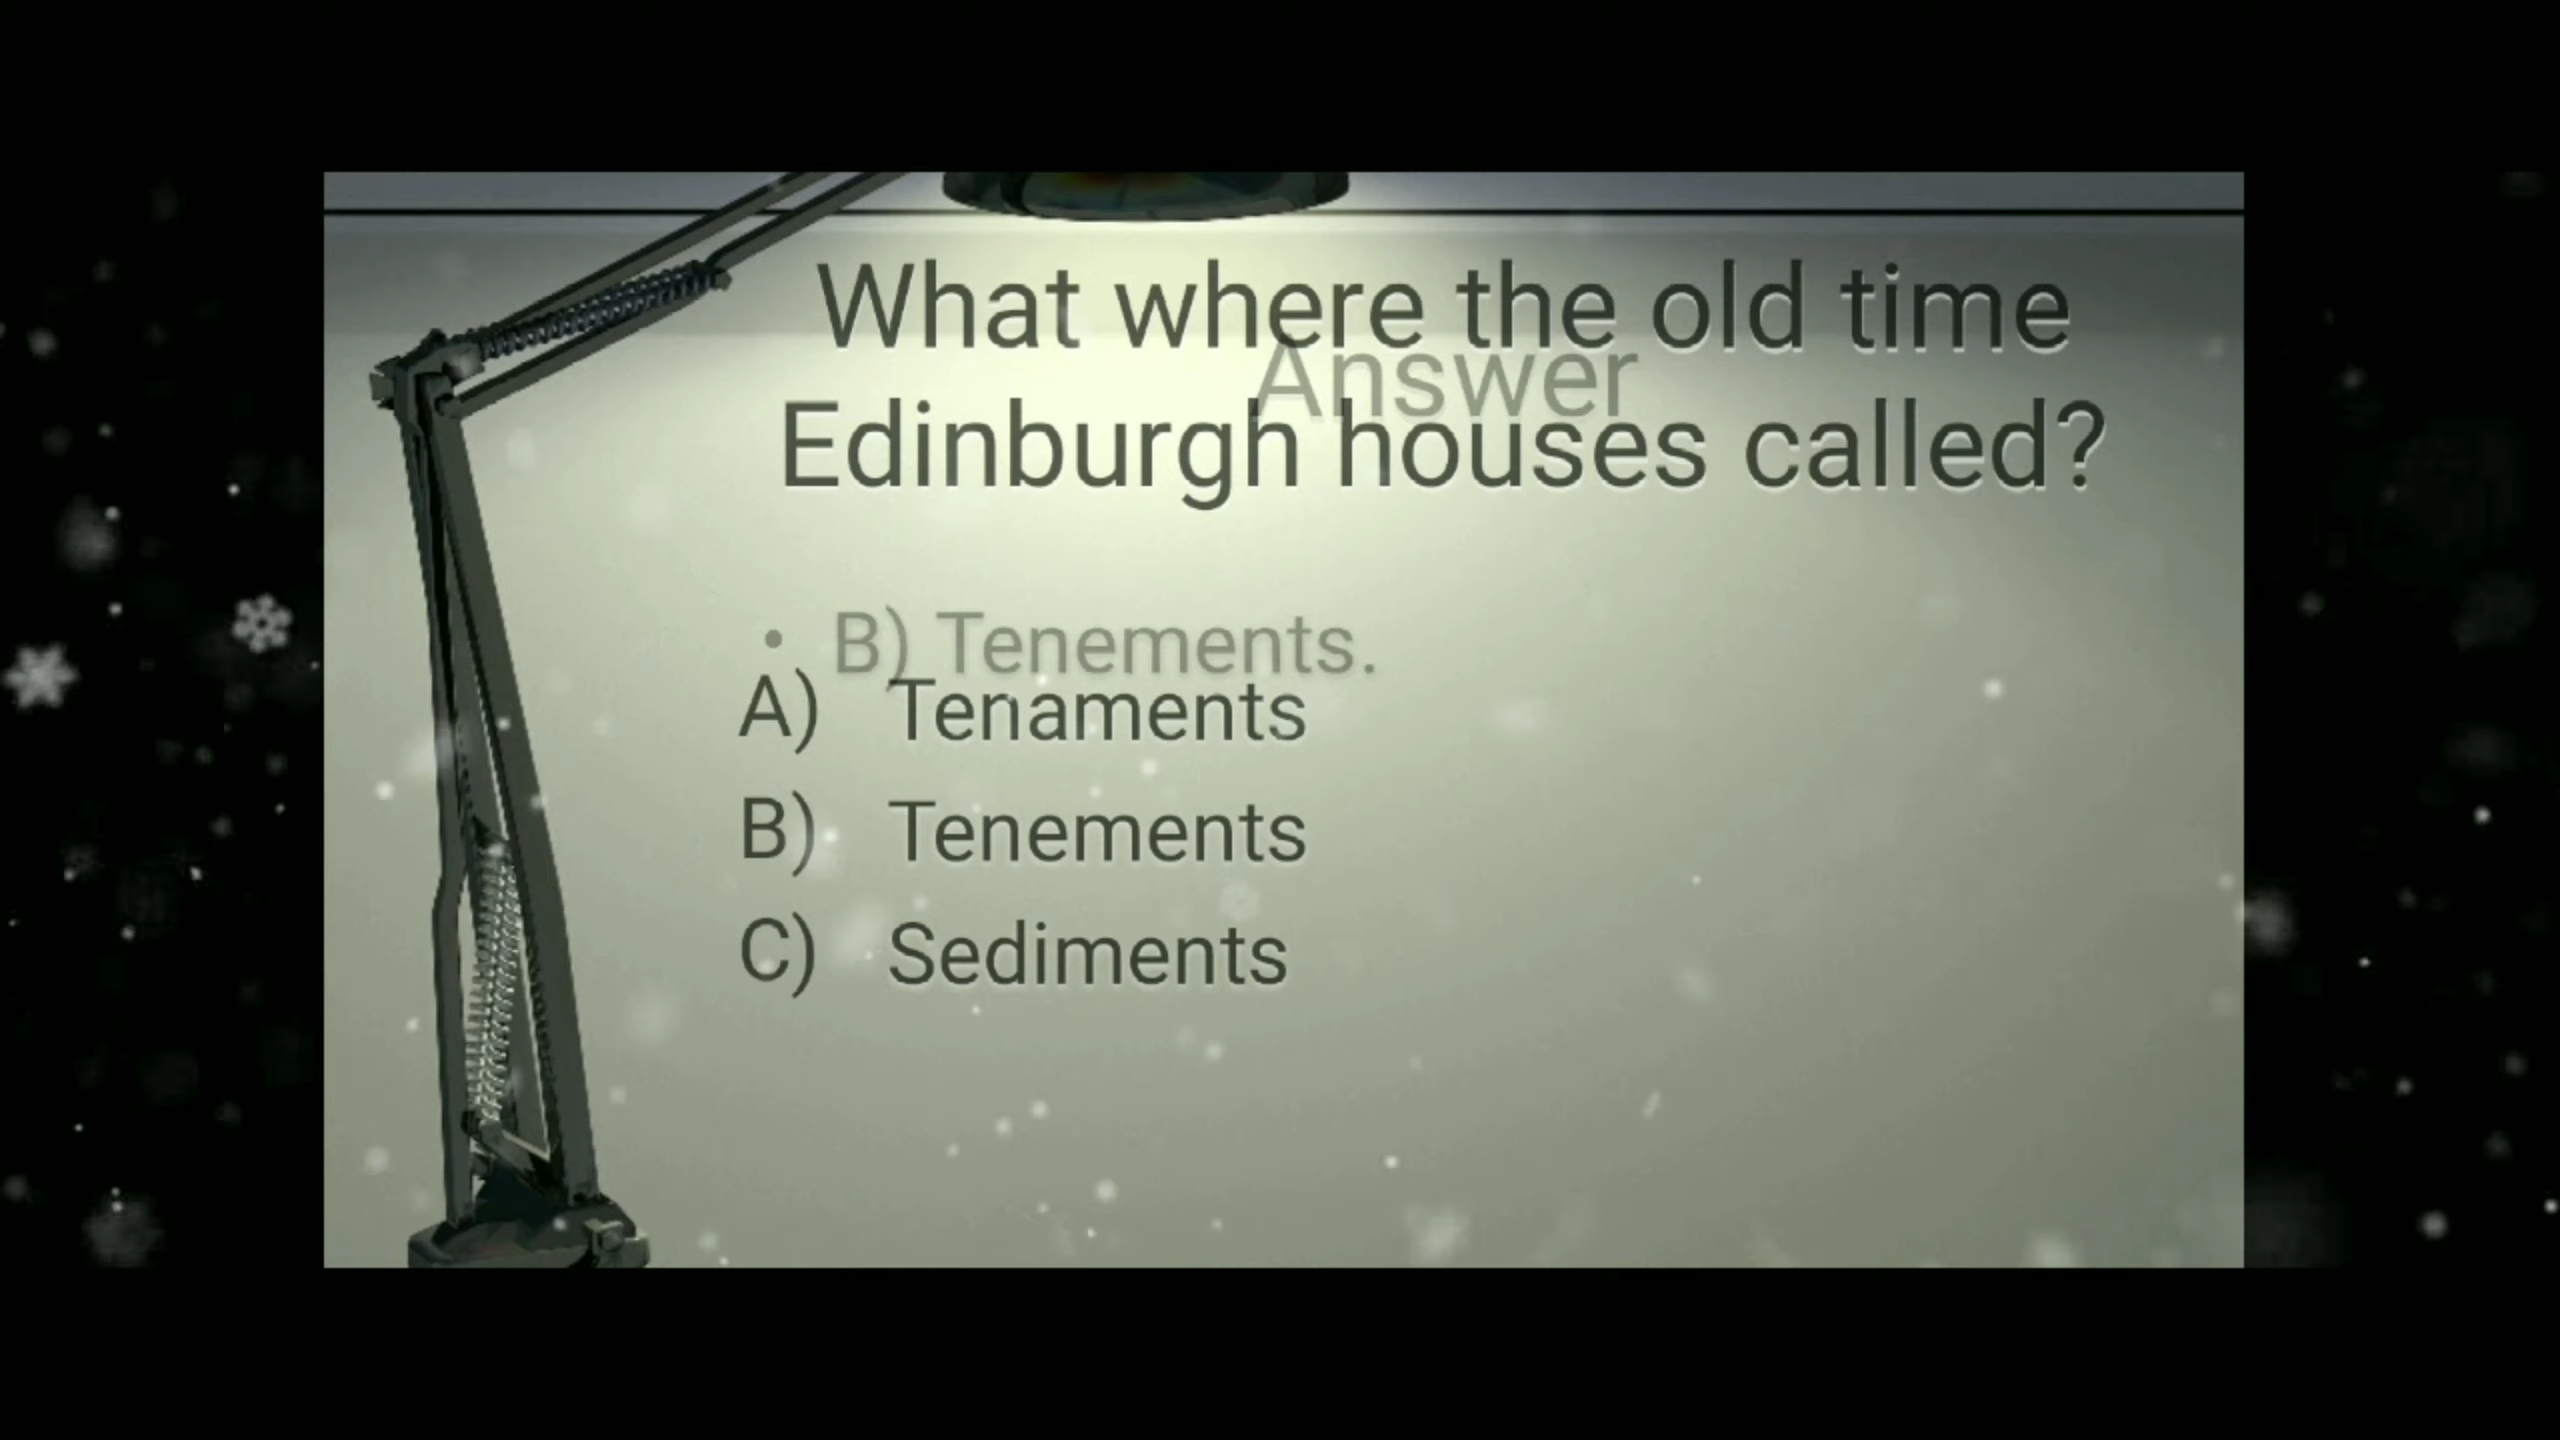 What where the old time
Answer
Edinburgh houses called?
• B) Tenements.
A) Tenaments
B) Tenements
C) Sediments